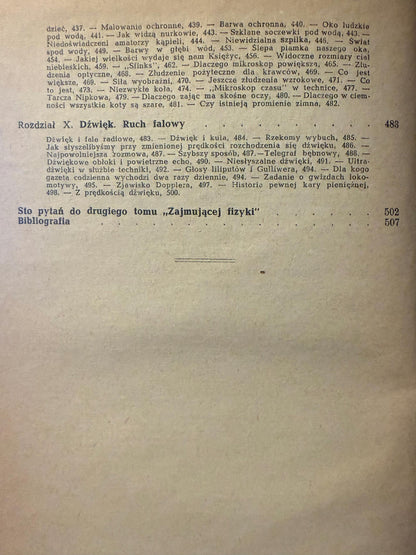 dzieć, 437. — Malowanie ochronne, 439. — Barwa ochronna, 440. — Oko ludzkie
pod wodą, 441. — Jak widzą nurkowie, 443. — Szklane soczewki pod wodą, 443. —
Niedoświadczeni amatorzy kąpieli, 444. — Niewidzialna szpilka, 446. — Świat
spod wody, 449. — Barwy w głębi wód, 453. — Ślepa plamka naszego oka,
454. — Jakiej wielkości wydaje się nam Księżyc, 456. — Widoczne rozmiary ciał
niebleskich, 459. — „Sfinks”, 462. — Dlaczego mikroskop powiększa, 465. — Złu-
dzenia optyczne, 468. — Złudzenie pożyteczne dla krawców, 469. — Co jest
większe, 469. — Siła wyobraźni, 470. — Jeszcze złudzenia wzrokowe, 471. — Co
to jest, 473. — Niezwykłe koła, 474. — „Mikroskop czasu” w technice, 477. —
Tarcza Nipkowa, 479. — Dlaczego zając ma skośne oczy, 480. — Dlaczego w ciem-
ności wszystkie koty są szare, 481. — Czy istnieją promienie zimna, 482.
Rozdział X. Dźwięk. Ruch falowy . . . . . . . 483
Dźwięk i fale radiowe, 483. — Dźwięk i kula, 484. — Rzekomy wybuch, 485. —
Jak słyszelibyśmy przy zmienionej prędkości rozchodzenia się dźwięku, 486. —
Najpowolniejsza rozmowa, 487. — Szybszy sposób, 487. — Telegraf bębnowy, 488. —
Dźwiękowe obłoki i powietrzne echo, 490. — Niesłyszalne dźwięki, 491. — Ultra-
dźwięki w służbie techniki, 492. — Głosy liliputów i Gulliwera, 494. — Dla kogo
gazeta codzienna wychodzi dwa razy dziennie, 494. — Zadanie o gwizdach loko-
motywy, 495. — Zjawisko Dopplera, 497. — Historia pewnej kary pieniężnej,
498. — Z prędkością dźwięku, 500.
Sto pytań do drugiego tomu „Zajmującej fizyki” . . . . . . 502
Bibliografia . . . . . . . . . . . . 507